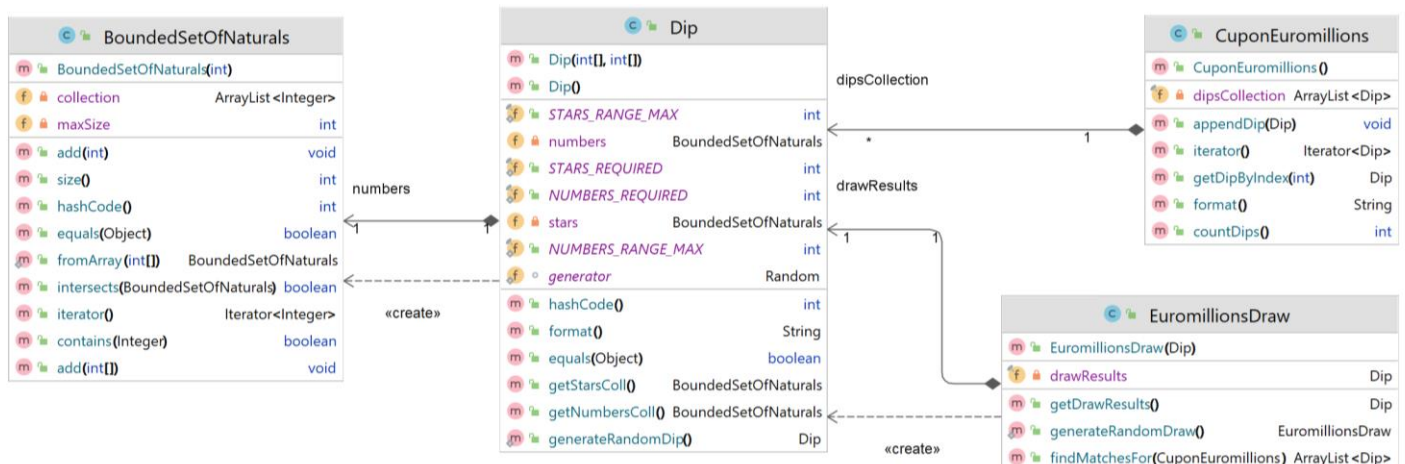 BoundedSetOfNaturals
BoundedSetOfNaturals(int)
collection ArrayList<Integer>
maxSize int
add(int) void
size() int
hashCode() int
equals(Object) boolean
fromArray(int[]) BoundedSetOfNaturals
intersects(BoundedSetOfNaturals) boolean
iterator() Iterator<Integer>
contains(Integer) boolean
add(int[]) void
numbers
1 1
«create»
Dip
Dip(int[], int[])
Dip()
STARS_RANGE_MAX int
numbers BoundedSetOfNaturals
STARS_REQUIRED int
NUMBERS_REQUIRED int
stars BoundedSetOfNaturals
NUMBERS_RANGE_MAX int
generator Random
hashCode() int
format() String
equals(Object) boolean
getStarsColl() BoundedSetOfNaturals
getNumbersColl() BoundedSetOfNaturals
generateRandomDip() Dip
dipsCollection
* 1
drawResults
1 1
«create»
CuponEuromillions
CuponEuromillions()
dipsCollection ArrayList<Dip>
appendDip(Dip) void
iterator() Iterator<Dip>
getDipByIndex(int) Dip
format() String
countDips() int
EuromillionsDraw
EuromillionsDraw(Dip)
drawResults Dip
getDrawResults() Dip
generateRandomDraw() EuromillionsDraw
findMatchesFor(CuponEuromillions) ArrayList<Dip>